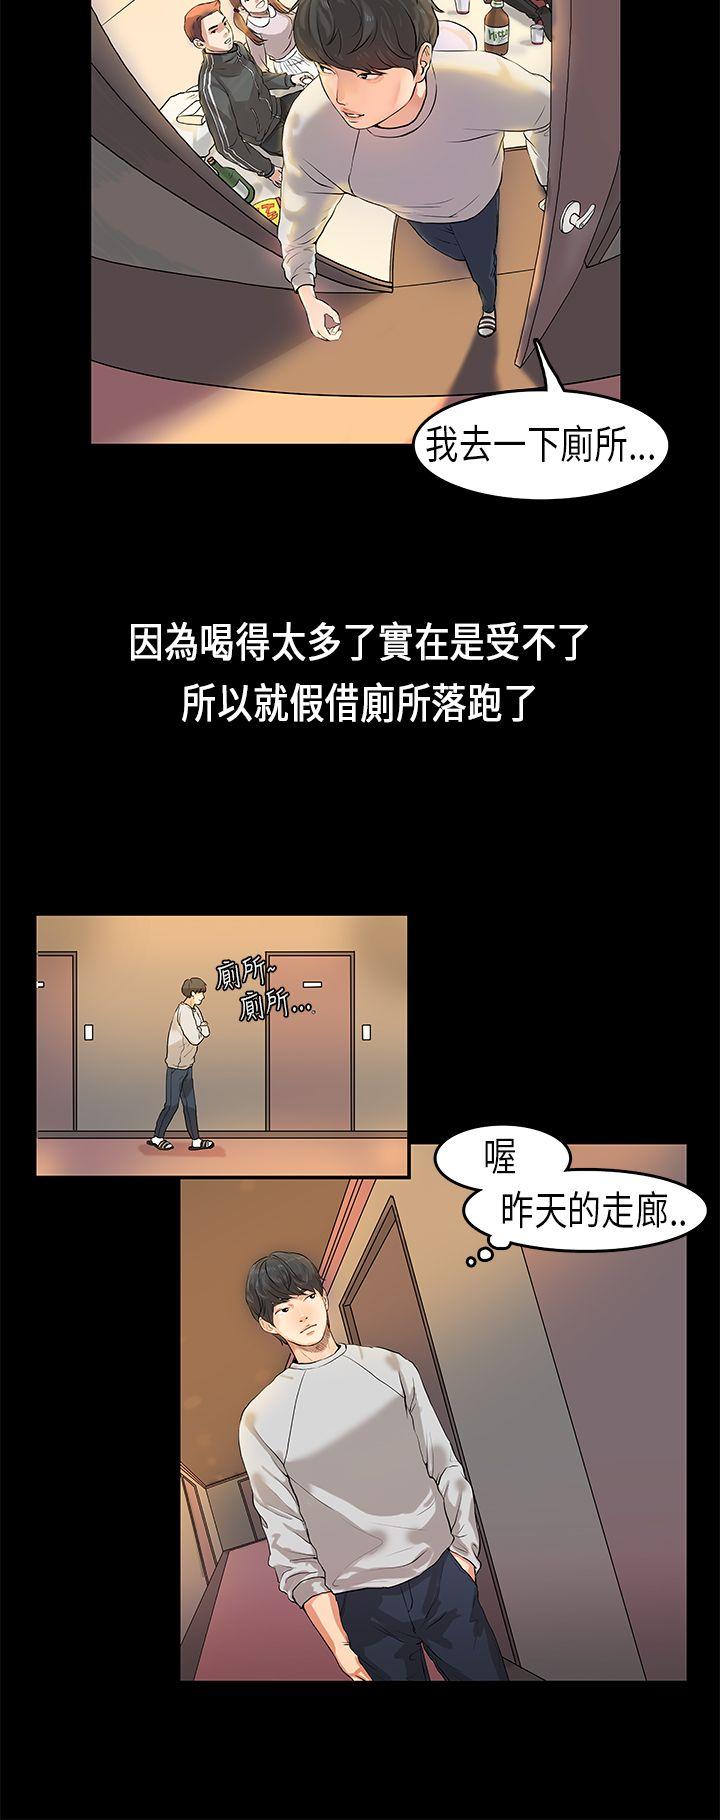 我去一下廁所...
因為喝得太多了實在是受不了
所以就假借廁所落跑了
廁所~
廁所...
喔
昨天的走廊..